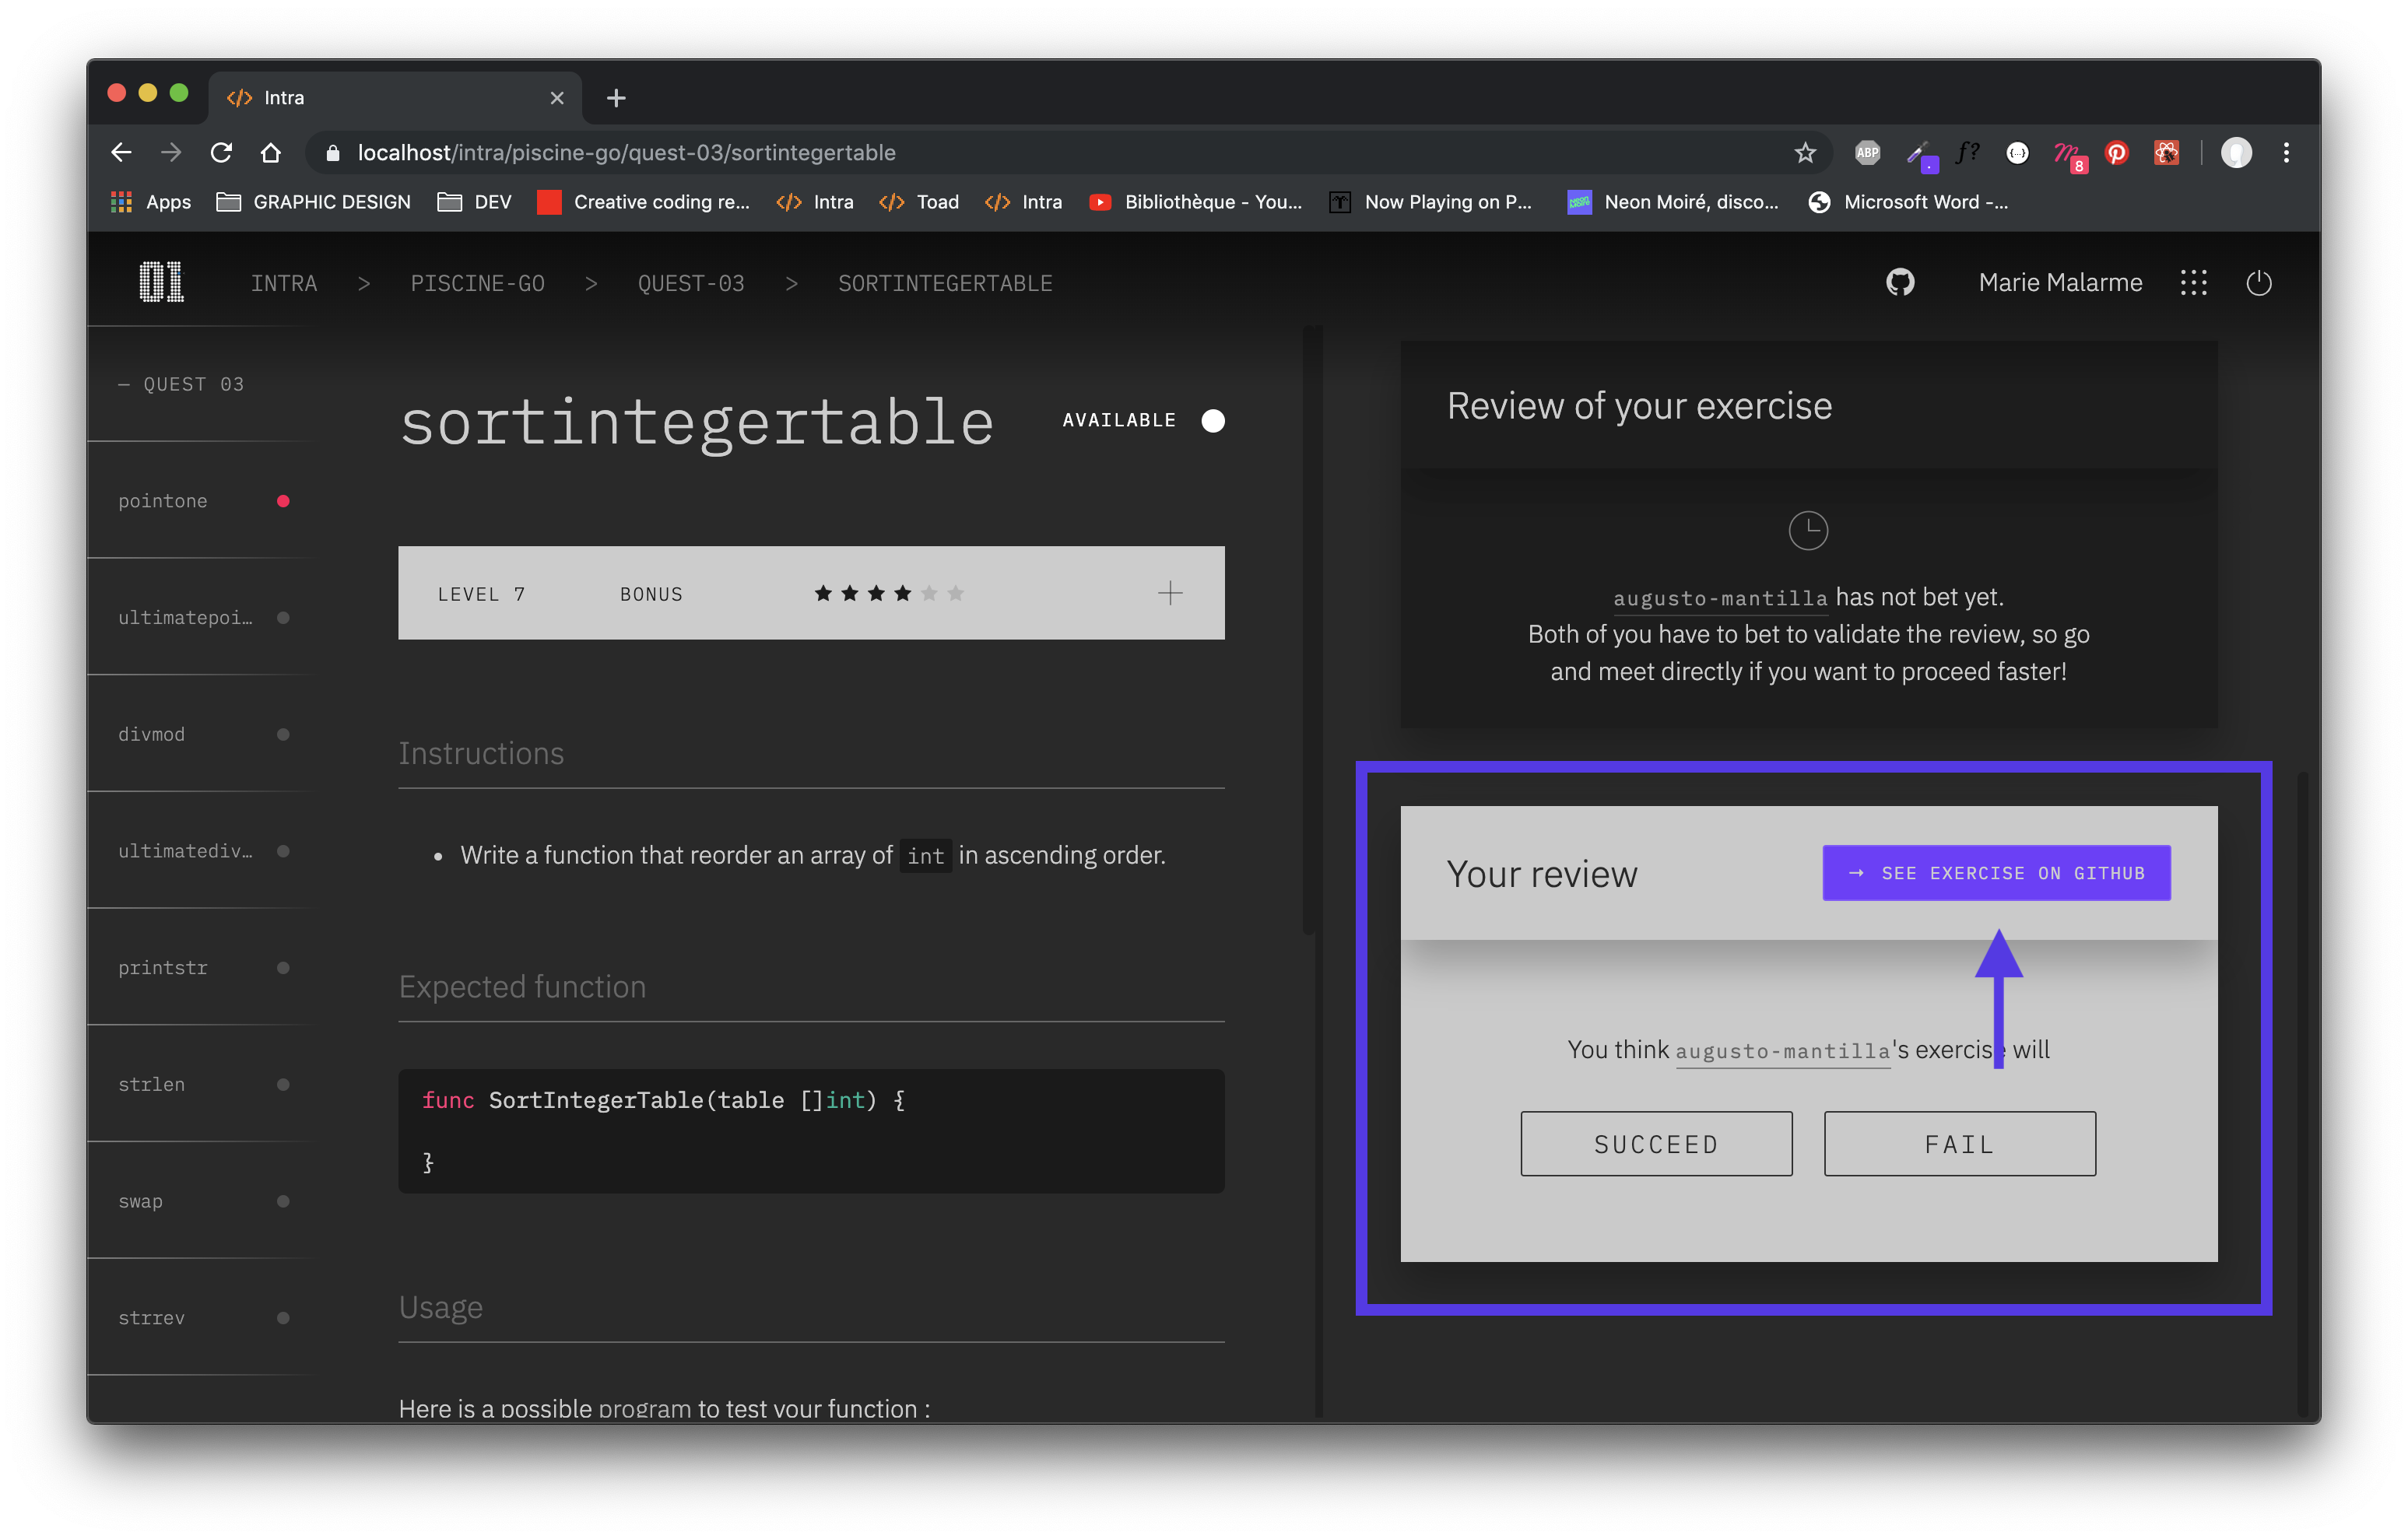 Intra
localhost/intra/piscine-go/quest-03/sortintegertable
ABP
f?
{...}
8
Apps
GRAPHIC DESIGN
DEV
Creative coding re...
Intra
Toad
Intra
Bibliothèque - You...
Now Playing on P...
Neon Moiré, disco...
Microsoft Word -...
01
INTRA > PISCINE-GO > QUEST-03 > SORTINTEGERTABLE
Marie Malarme
— QUEST 03
pointone
ultimatepoi…
divmod
ultimatediv…
printstr
strlen
swap
strrev
sortintegertable
AVAILABLE
LEVEL 7
BONUS
Instructions
• Write a function that reorder an array of int in ascending order.
Expected function
func SortIntegerTable(table []int) {
}
Usage
Here is a possible program to test your function :
Review of your exercise
augusto-mantilla has not bet yet.
Both of you have to bet to validate the review, so go
and meet directly if you want to proceed faster!
Your review
→ SEE EXERCISE ON GITHUB
You think augusto-mantilla's exercise will
SUCCEED
FAIL